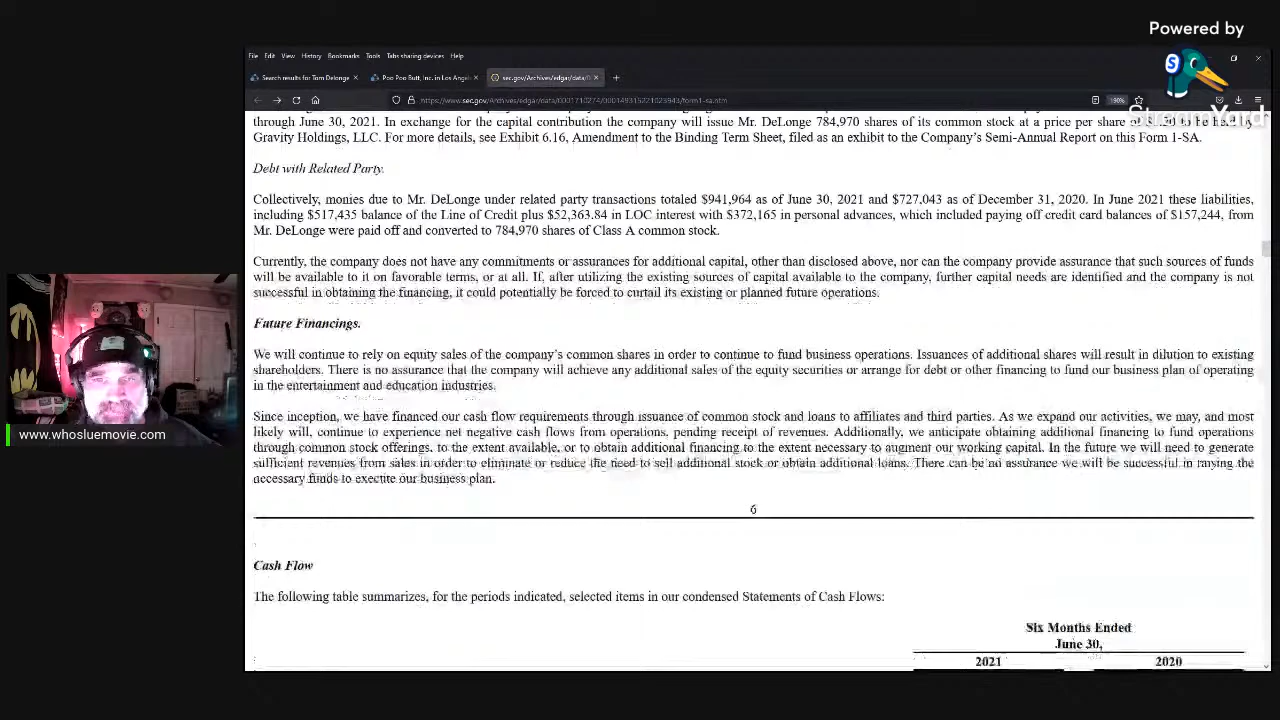 Powered by
StreamYard
File Edit View History Bookmarks Tools Tabs sharing devices Help
Search results for Tom Delonge
Poo Poo Butt, Inc. in Los Angel
sec.gov/Archives/edgar/data/
190%
through June 30, 2021. In exchange for the capital contribution the company will issue Mr. DeLonge 784,970 shares of its common stock at a price per share of
Gravity Holdings, LLC. For more details, see Exhibit 6.16, Amendment to the Binding Term Sheet, filed as an exhibit to the Company's Semi-Annual Report on this Form 1-SA.
Debt with Related Party.
Collectively, monies due to Mr. DeLonge under related party transactions totaled $941,964 as of June 30, 2021 and $727,043 as of December 31, 2020. In June 2021 these liabilities,
including $517,435 balance of the Line of Credit plus $52,363.84 in LOC interest with $372,165 in personal advances, which included paying off credit card balances of $157,244, from
Mr. DeLonge were paid off and converted to 784,970 shares of Class A common stock.
Currently, the company does not have any commitments or assurances for additional capital, other than disclosed above, nor can the company provide assurance that such sources of funds
will be available to it on favorable terms, or at all. If, after utilizing the existing sources of capital available to the company, further capital needs are identified and the company is not
successful in obtaining the financing, it could potentially be forced to curtail its existing or planned future operations.
Future Financings.
We will continue to rely on equity sales of the company's common shares in order to continue to fund business operations. Issuances of additional shares will result in dilution to existing
shareholders. There is no assurance that the company will achieve any additional sales of the equity securities or arrange for debt or other financing to fund our business plan of operating
in the entertainment and education industries.
Since inception, we have financed our cash flow requirements through issuance of common stock and loans to affiliates and third parties. As we expand our activities, we may, and most
likely will, continue to experience net negative cash flows from operations, pending receipt of revenues. Additionally, we anticipate obtaining additional financing to fund operations
through common stock offerings, to the extent available, or to obtain additional financing to the extent necessary to augment our working capital. In the future we will need to generate
sufficient revenues from sales in order to eliminate or reduce the need to sell additional stock or obtain additional loans. There can be no assurance we will be successful in raising the
necessary funds to execute our business plan.
6
Cash Flow
The following table summarizes, for the periods indicated, selected items in our condensed Statements of Cash Flows:
Six Months Ended
June 30,
2021 2020
www.whosluemovie.com